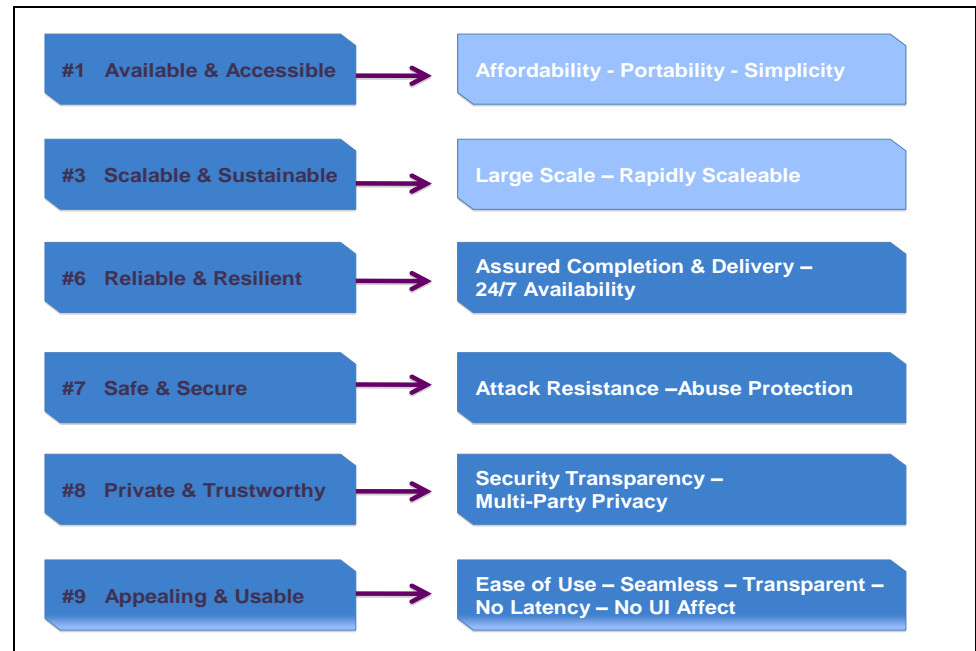 #1 Available & Accessible
Affordability - Portability - Simplicity
#3 Scalable & Sustainable
Large Scale – Rapidly Scaleable
#6 Reliable & Resilient
Assured Completion & Delivery –
24/7 Availability
#7 Safe & Secure
Attack Resistance –Abuse Protection
#8 Private & Trustworthy
Security Transparency –
Multi-Party Privacy
#9 Appealing & Usable
Ease of Use – Seamless – Transparent –
No Latency – No UI Affect